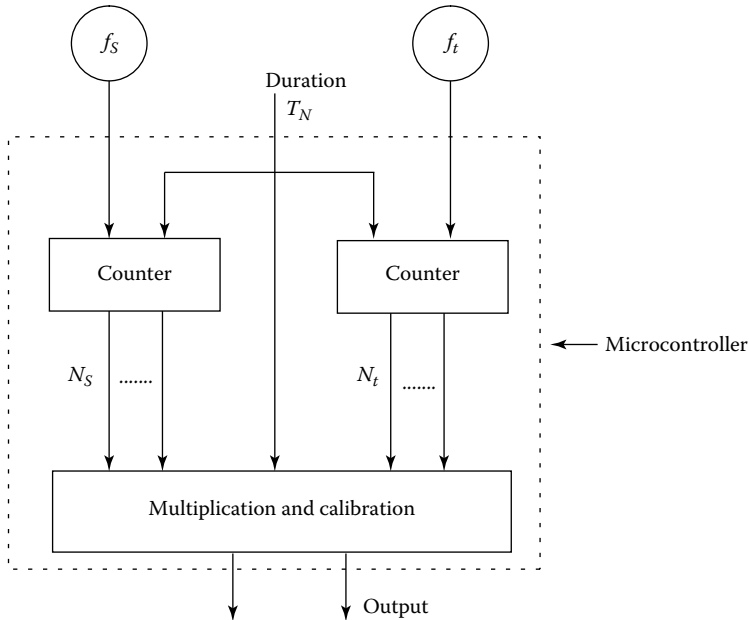 f_S
f_t
Duration
T_N
Counter
Counter
N_S .......
N_t .......
Microcontroller
Multiplication and calibration
Output